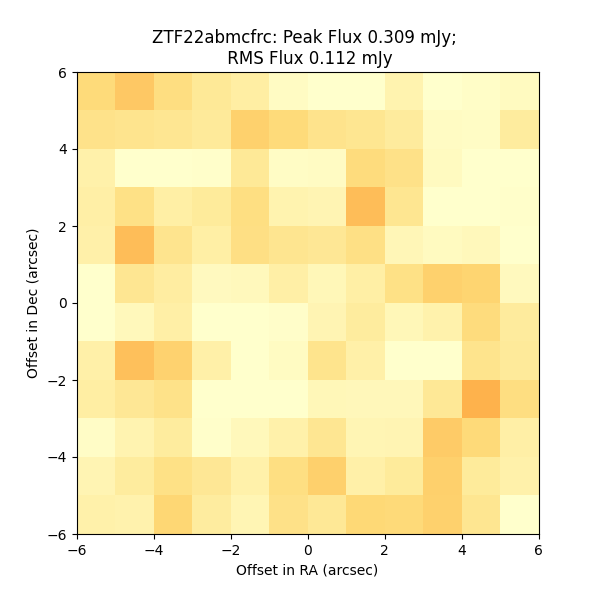 ZTF22abmcfrc: Peak Flux 0.309 mJy;
RMS Flux 0.112 mJy
6
4
2
0
−2
−4
−6
Offset in Dec (arcsec)
−6 −4 −2 0 2 4 6
Offset in RA (arcsec)